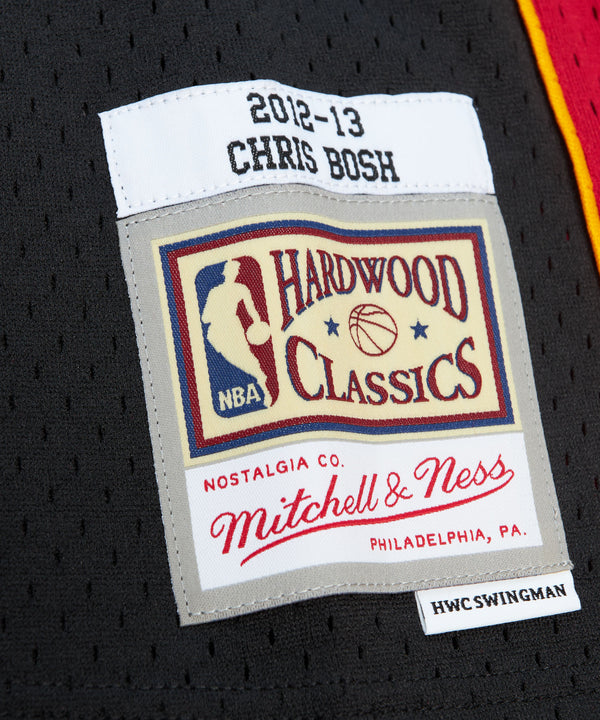 2012-13
CHRIS BOSH
HARDWOOD
CLASSICS
NBA
NOSTALGIA CO.
Mitchell & Ness
PHILADELPHIA, PA.
HWC SWINGMAN